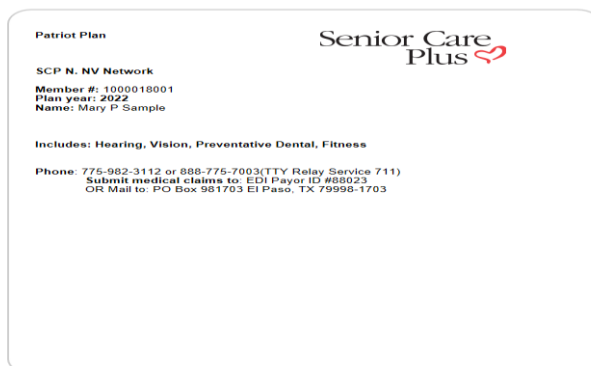 Patriot Plan
Senior Care
Plus
SCP N. NV Network
Member #: 1000018001
Plan year: 2022
Name: Mary P Sample
Includes: Hearing, Vision, Preventative Dental, Fitness
Phone: 775-982-3112 or 888-775-7003(TTY Relay Service 711)
Submit medical claims to: EDI Payor ID #88023
OR Mail to: PO Box 981703 El Paso, TX 79998-1703